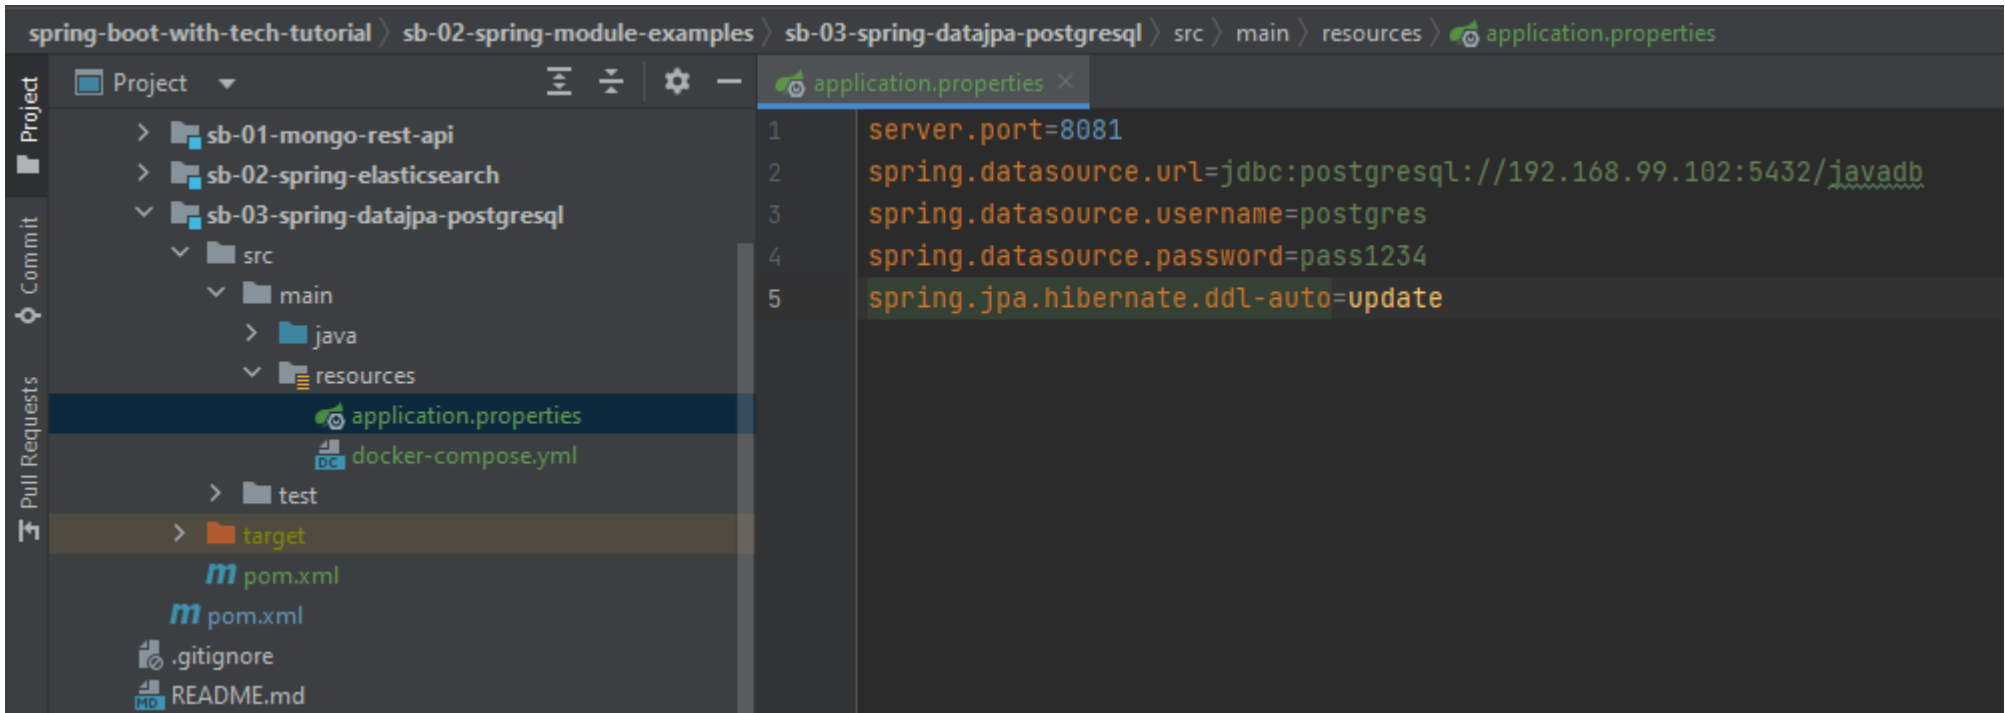 spring-boot-with-tech-tutorial 〉 sb-02-spring-module-examples 〉 sb-03-spring-datajpa-postgresql 〉 src 〉 main 〉 resources 〉 application.properties
Project
Commit
Pull Requests
Project
sb-01-mongo-rest-api
sb-02-spring-elasticsearch
sb-03-spring-datajpa-postgresql
src
main
java
resources
application.properties
DC docker-compose.yml
test
target
m pom.xml
m pom.xml
.gitignore
MD README.md
application.properties
1 server.port=8081
2 spring.datasource.url=jdbc:postgresql://192.168.99.102:5432/javadb
3 spring.datasource.username=postgres
4 spring.datasource.password=pass1234
5 spring.jpa.hibernate.ddl-auto=update